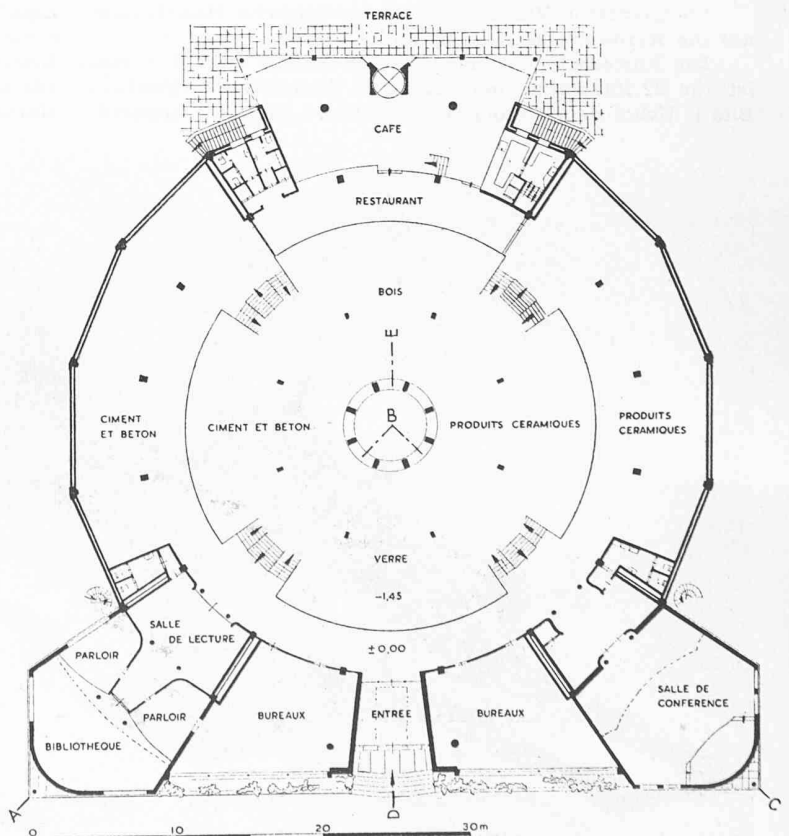 TERRACE
CAFE
RESTAURANT
BOIS
E
B
CIMENT
ET BETON
CIMENT ET BETON
PRODUITS CERAMIQUES
PRODUITS
CERAMIQUES
VERRE
-1,45
±0,00
SALLE
DE LECTURE
PARLOIR
PARLOIR
BIBLIOTHEQUE
BUREAUX
ENTREE
BUREAUX
SALLE DE
CONFERENCE
A
D
C
0 10 20 30m